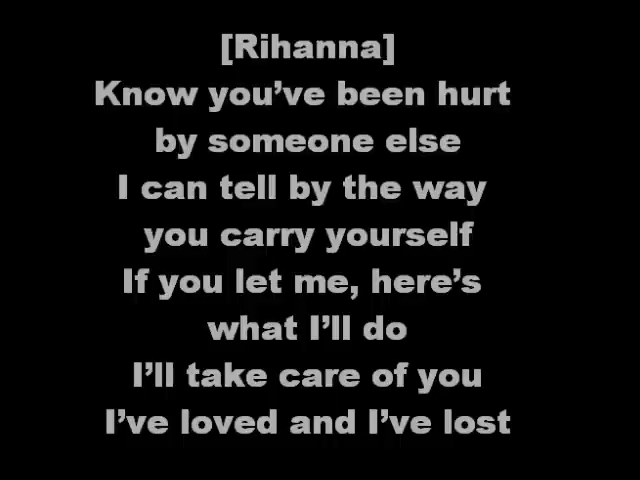 [Rihanna]
Know you’ve been hurt
by someone else
I can tell by the way
you carry yourself
If you let me, here’s
what I’ll do
I’ll take care of you
I’ve loved and I’ve lost